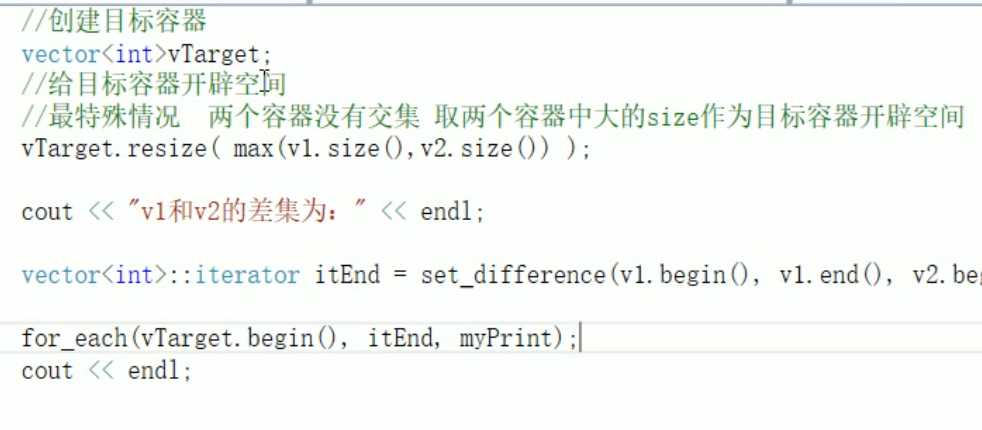 //创建目标容器
vector<int>vTarget;
//给目标容器开辟空间
//最特殊情况  两个容器没有交集 取两个容器中大的size作为目标容器开辟空间
vTarget.resize( max(v1.size(),v2.size()) );
cout << "v1和v2的差集为：" << endl;
vector<int>::iterator itEnd = set_difference(v1.begin(), v1.end(), v2.be
for_each(vTarget.begin(), itEnd, myPrint);
cout << endl;